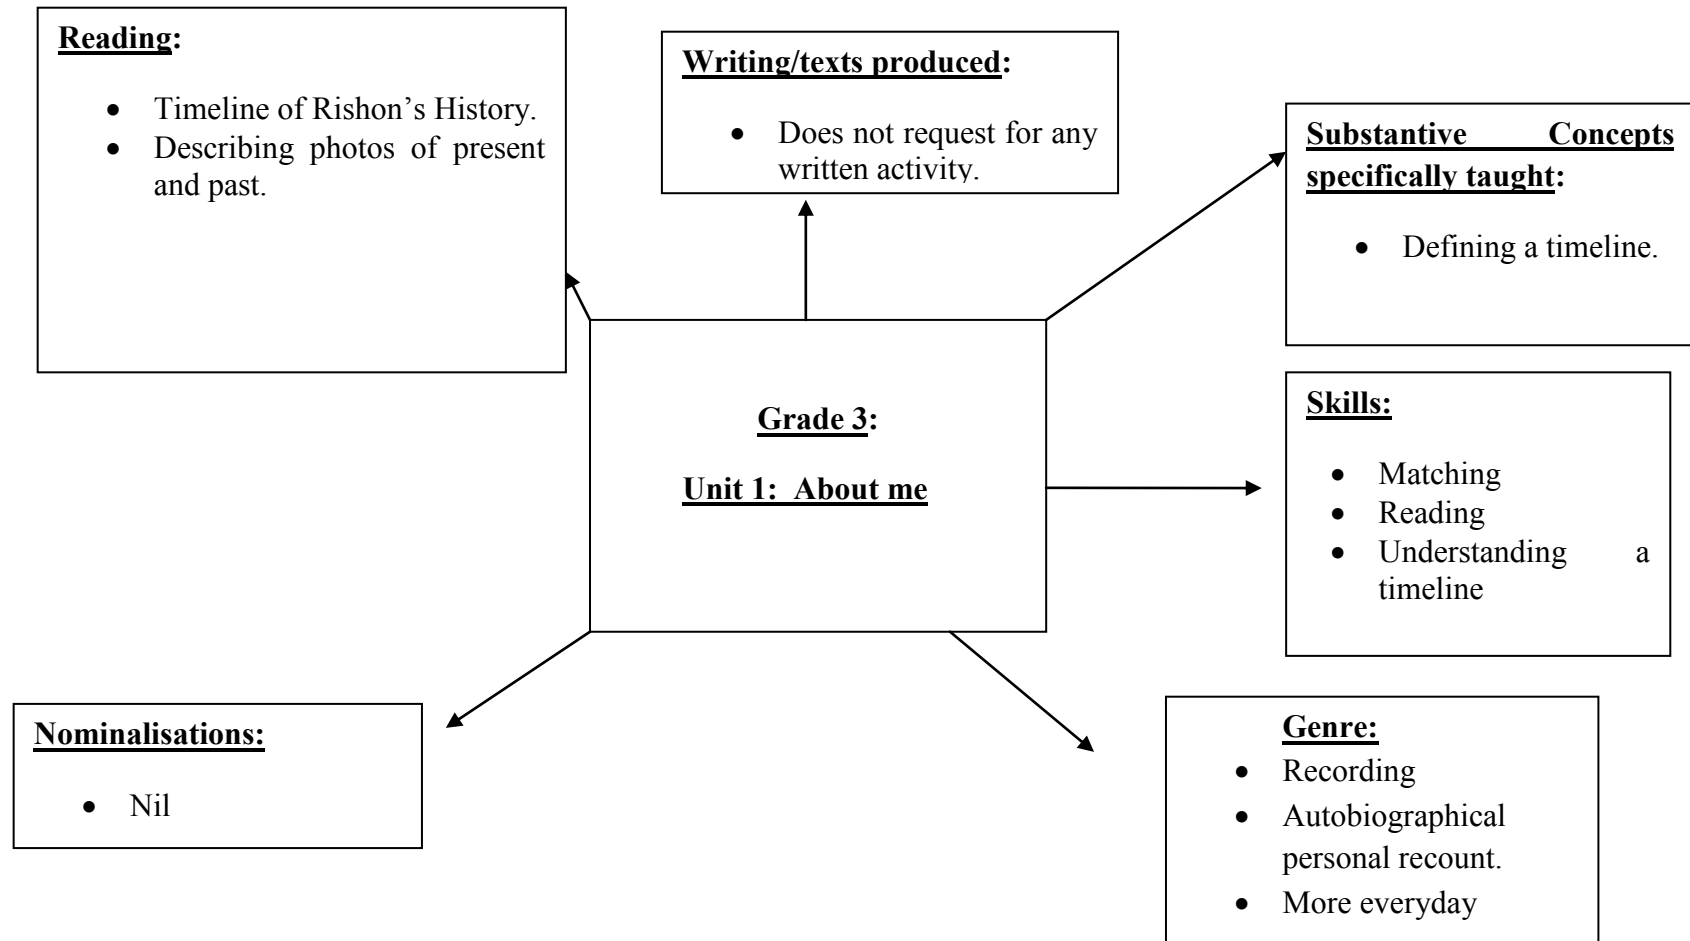 Reading:
• Timeline of Rishon’s History.
• Describing photos of present
and past.
Writing/texts produced:
• Does not request for any
written activity.
Substantive Concepts
specifically taught:
• Defining a timeline.
Grade 3:
Unit 1: About me
Skills:
• Matching
• Reading
• Understanding a
timeline
Nominalisations:
• Nil
Genre:
• Recording
• Autobiographical
personal recount.
• More everyday